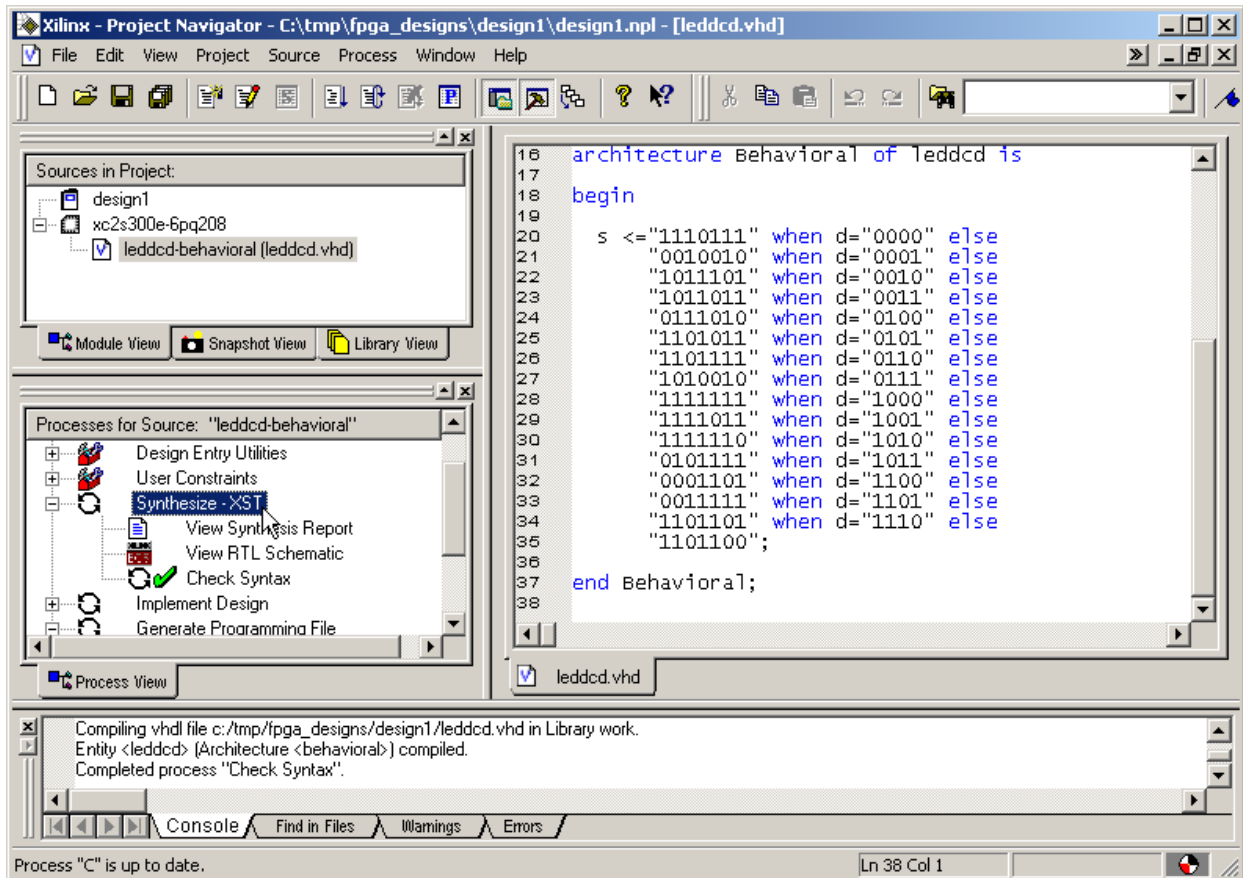 Xilinx - Project Navigator - C:\tmp\fpga_designs\design1\design1.npl - [leddcd.vhd]
File Edit View Project Source Process Window Help
Sources in Project:
design1
xc2s300e-6pq208
leddcd-behavioral (leddcd.vhd)
Module View Snapshot View Library View
Processes for Source: "leddcd-behavioral"
Design Entry Utilities
User Constraints
Synthesize - XST
View Synthesis Report
View RTL Schematic
Check Syntax
Implement Design
Generate Programming File
Process View
16 architecture Behavioral of leddcd is
17
18 begin
19
20 s <="1110111" when d="0000" else
21 "0010010" when d="0001" else
22 "1011101" when d="0010" else
23 "1011011" when d="0011" else
24 "0111010" when d="0100" else
25 "1101011" when d="0101" else
26 "1101111" when d="0110" else
27 "1010010" when d="0111" else
28 "1111111" when d="1000" else
29 "1111011" when d="1001" else
30 "1111110" when d="1010" else
31 "0101111" when d="1011" else
32 "0001101" when d="1100" else
33 "0011111" when d="1101" else
34 "1101101" when d="1110" else
35 "1101100";
36
37 end Behavioral;
38
leddcd.vhd
Compiling vhdl file c:/tmp/fpga_designs/design1/leddcd.vhd in Library work.
Entity <leddcd> (Architecture <behavioral>) compiled.
Completed process "Check Syntax".
Console Find in Files Warnings Errors
Process "C" is up to date. Ln 38 Col 1